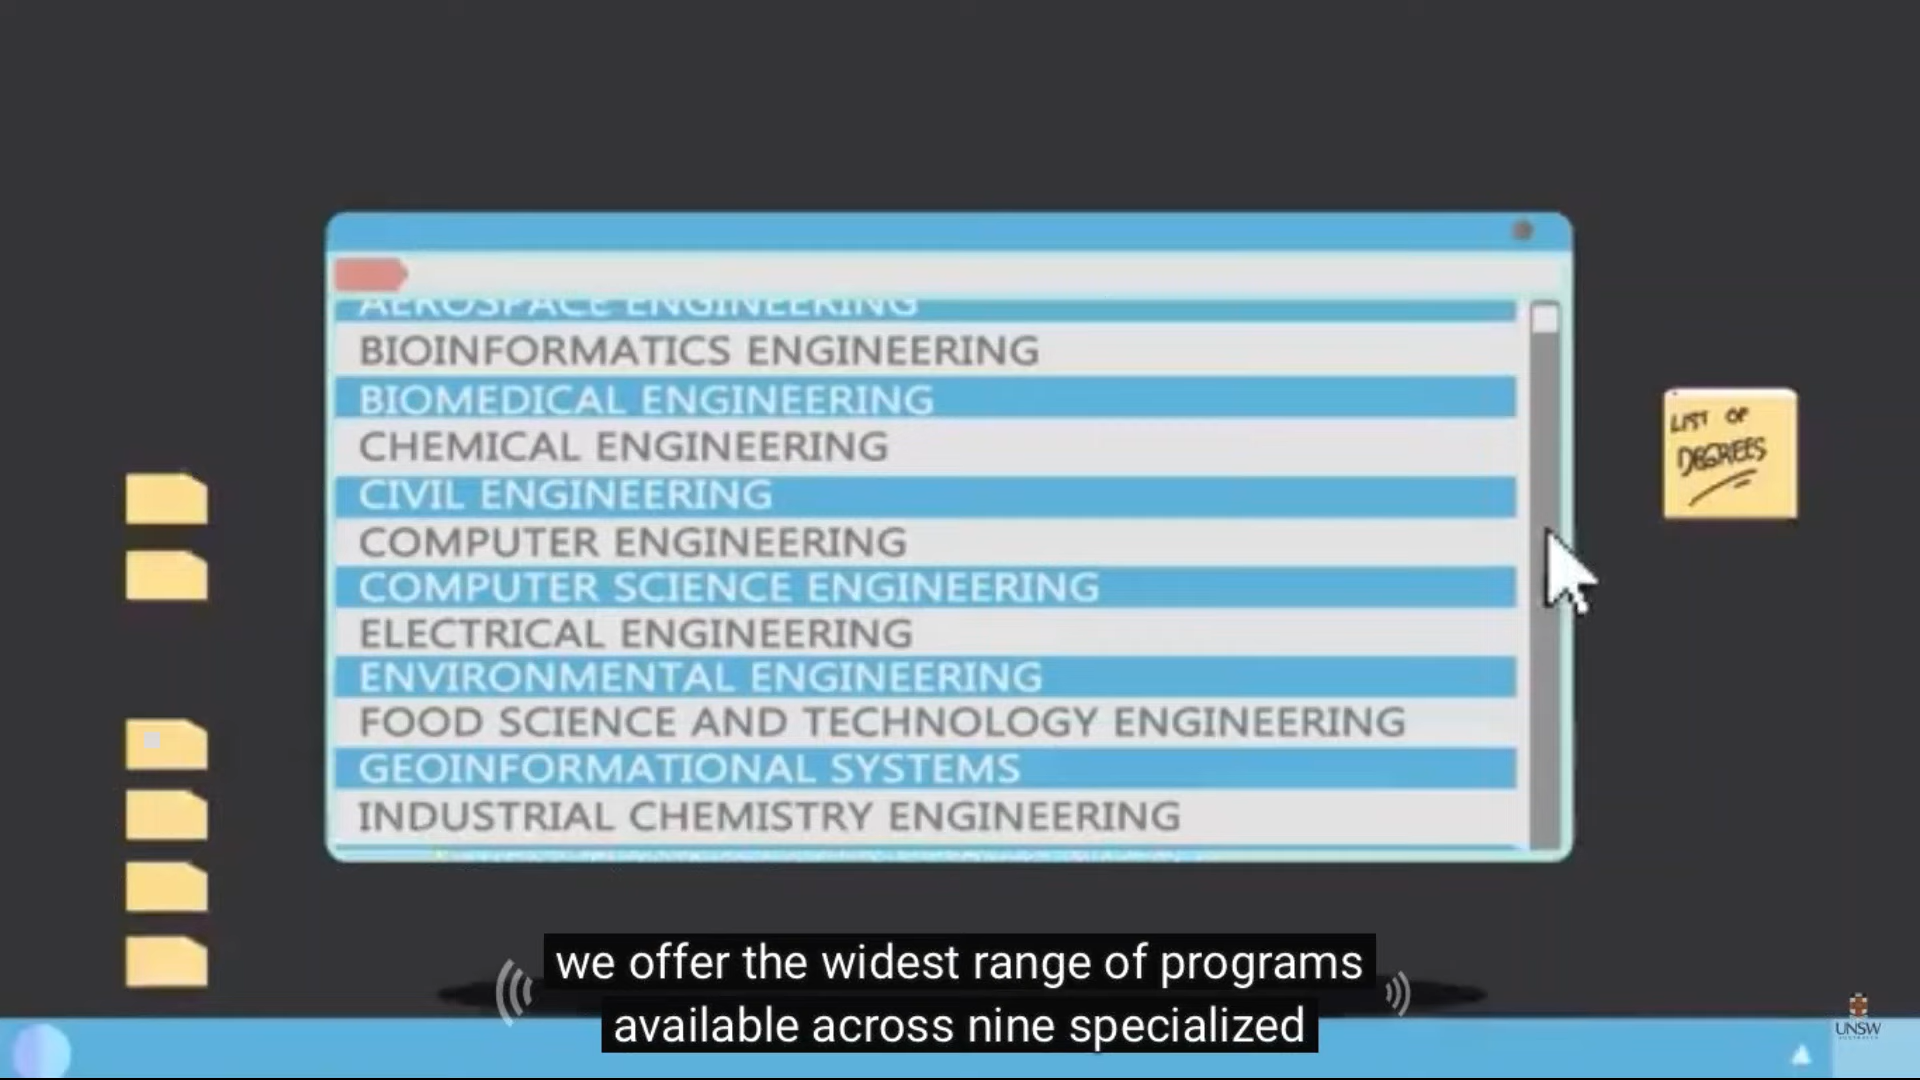 AEROSPACE ENGINEERING
BIOINFORMATICS ENGINEERING
BIOMEDICAL ENGINEERING
CHEMICAL ENGINEERING
CIVIL ENGINEERING
COMPUTER ENGINEERING
COMPUTER SCIENCE ENGINEERING
ELECTRICAL ENGINEERING
ENVIRONMENTAL ENGINEERING
FOOD SCIENCE AND TECHNOLOGY ENGINEERING
GEOINFORMATIONAL SYSTEMS
INDUSTRIAL CHEMISTRY ENGINEERING
LIST OF
DEGREES
we offer the widest range of programs
available across nine specialized
UNSW